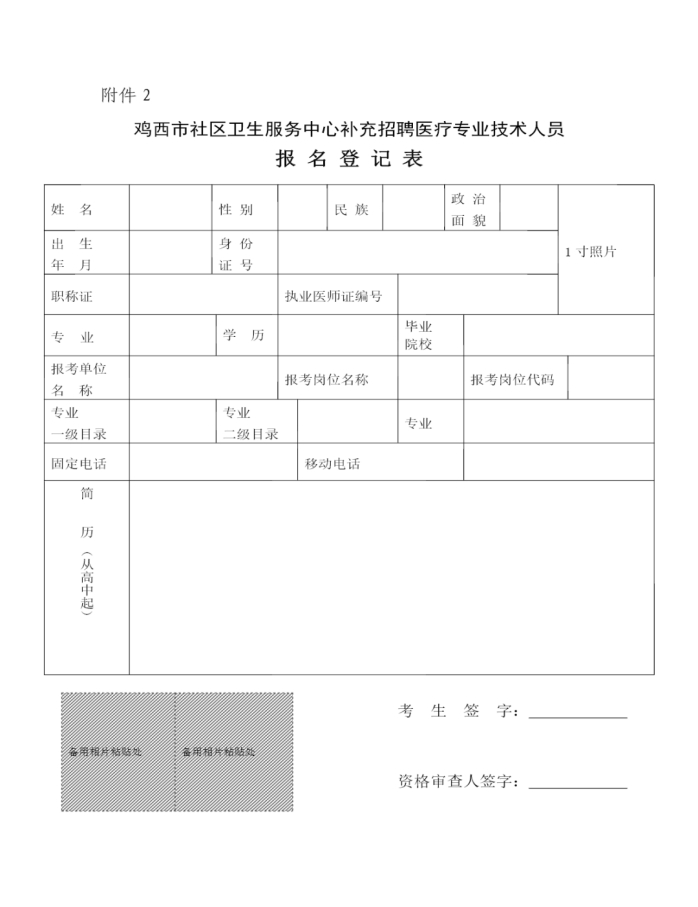 附件 2
鸡西市社区卫生服务中心补充招聘医疗专业技术人员
报 名 登 记 表
姓 名 性 别 民 族 政 治
面 貌
出 生
年 月 身 份
证 号 1 寸照片
职称证 执业医师证编号
专 业 学 历 毕业
院校
报考单位
名 称 报考岗位名称 报考岗位代码
专业
一级目录 专业
二级目录 专业
固定电话 移动电话
简
历
（从高中起）
备用相片粘贴处 备用相片粘贴处
考 生 签 字：
资格审查人签字：